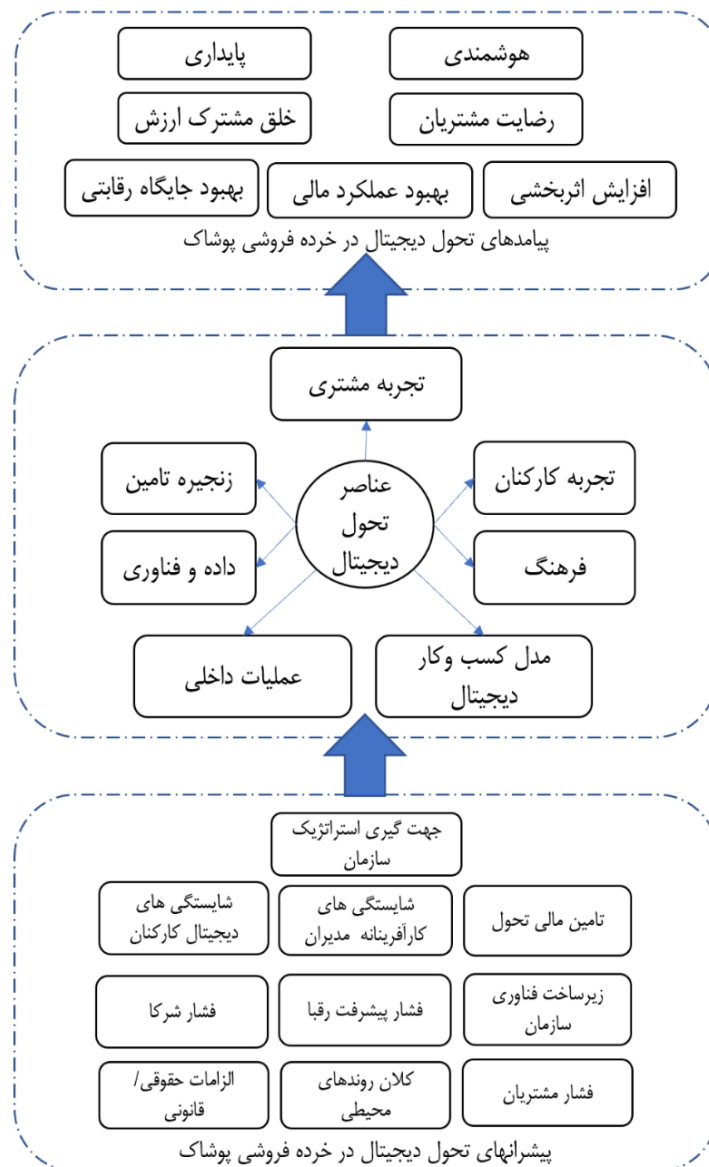 هوشمندی
پایداری
رضایت مشتریان
خلق مشترک ارزش
افزایش اثربخشی
بهبود عملکرد مالی
بهبود جایگاه رقابتی
پیامدهای تحول دیجیتال در خرده فروشی پوشاک
تجربه مشتری
تجربه کارکنان
عناصر
تحول
دیجیتال
زنجیره تامین
فرهنگ
داده و فناوری
مدل کسب وکار
دیجیتال
عملیات داخلی
جهت گیری استراتژیک
سازمان
تامین مالی تحول
شایستگی های
کارآفرینانه مدیران
شایستگی های
دیجیتال کارکنان
زیرساخت فناوری
سازمان
فشار پیشرفت رقبا
فشار شرکا
فشار مشتریان
کلان روندهای
محیطی
الزامات حقوقی/
قانونی
پیشرانهای تحول دیجیتال در خرده فروشی پوشاک